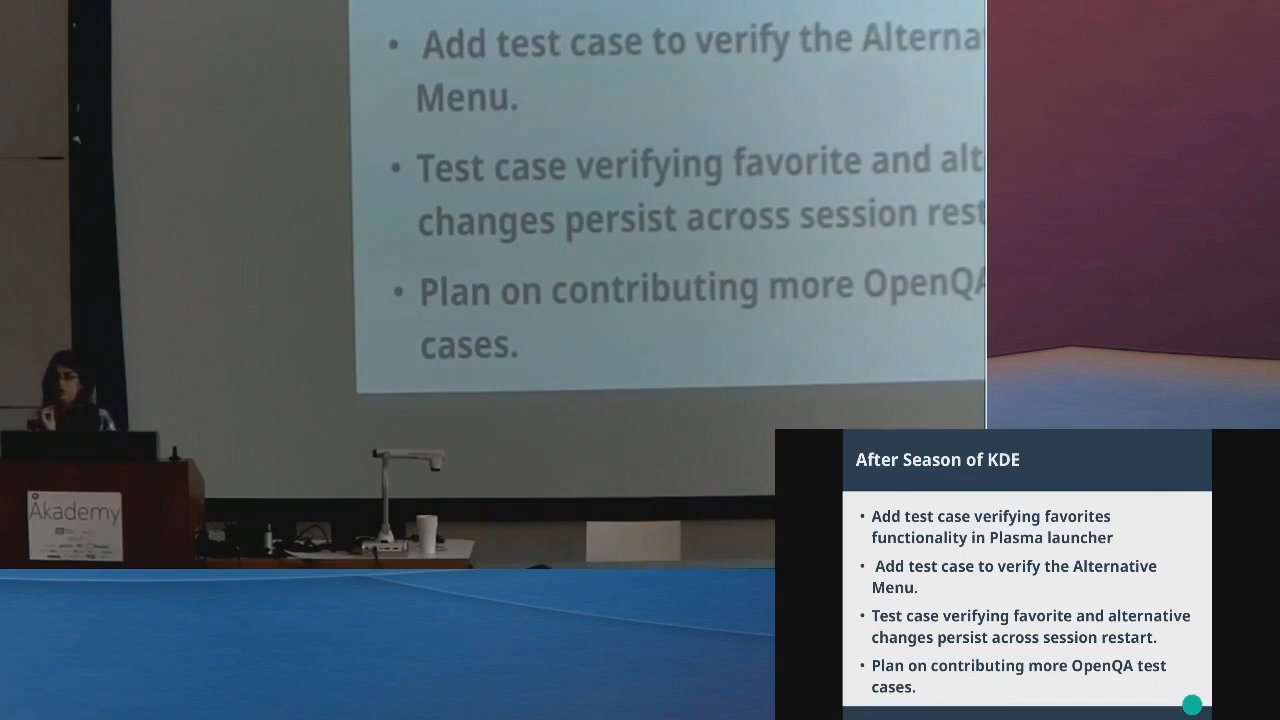 • Add test case to verify the Alterna
Menu.
• Test case verifying favorite and alt
changes persist across session rest
• Plan on contributing more OpenQA
cases.
Akademy
After Season of KDE
• Add test case verifying favorites
functionality in Plasma launcher
• Add test case to verify the Alternative
Menu.
• Test case verifying favorite and alternative
changes persist across session restart.
• Plan on contributing more OpenQA test
cases.